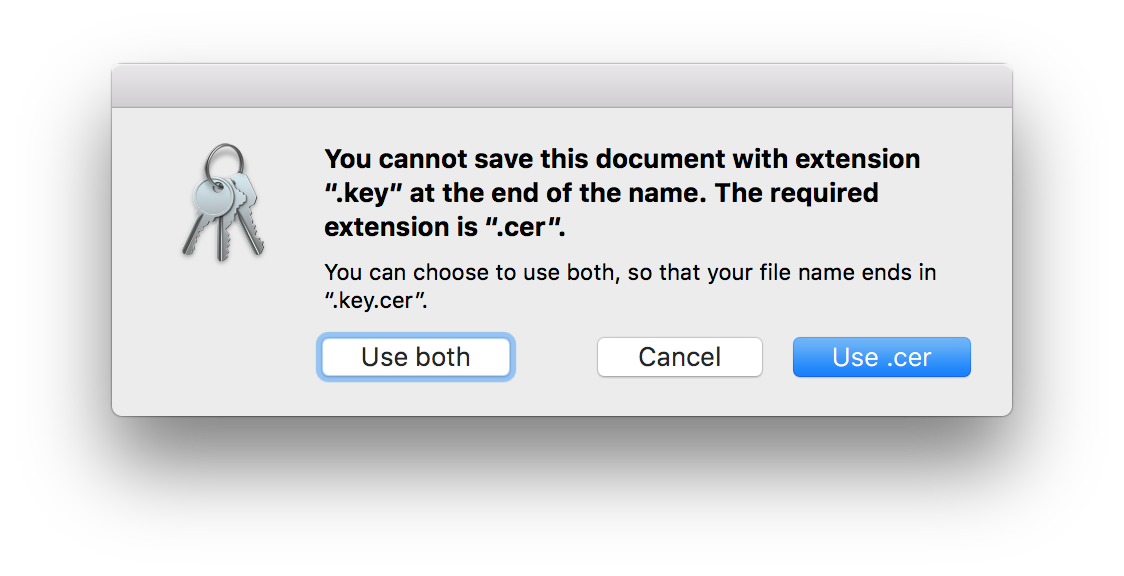 You cannot save this document with extension
“.key” at the end of the name. The required
extension is “.cer”.
You can choose to use both, so that your file name ends in
“.key.cer”.
Use both
Cancel
Use .cer